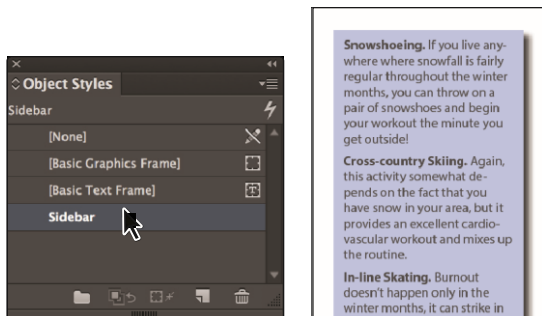 Object Styles
Sidebar
[None]
[Basic Graphics Frame]
[Basic Text Frame]
Sidebar
Snowshoeing. If you live any-
where where snowfall is fairly
regular throughout the winter
months, you can throw on a
pair of snowshoes and begin
your workout the minute you
get outside!
Cross-country Skiing. Again,
this activity somewhat de-
pends on the fact that you
have snow in your area, but it
provides an excellent cardio-
vascular workout and mixes up
the routine.
In-line Skating. Burnout
doesn't happen only in the
winter months, it can strike in